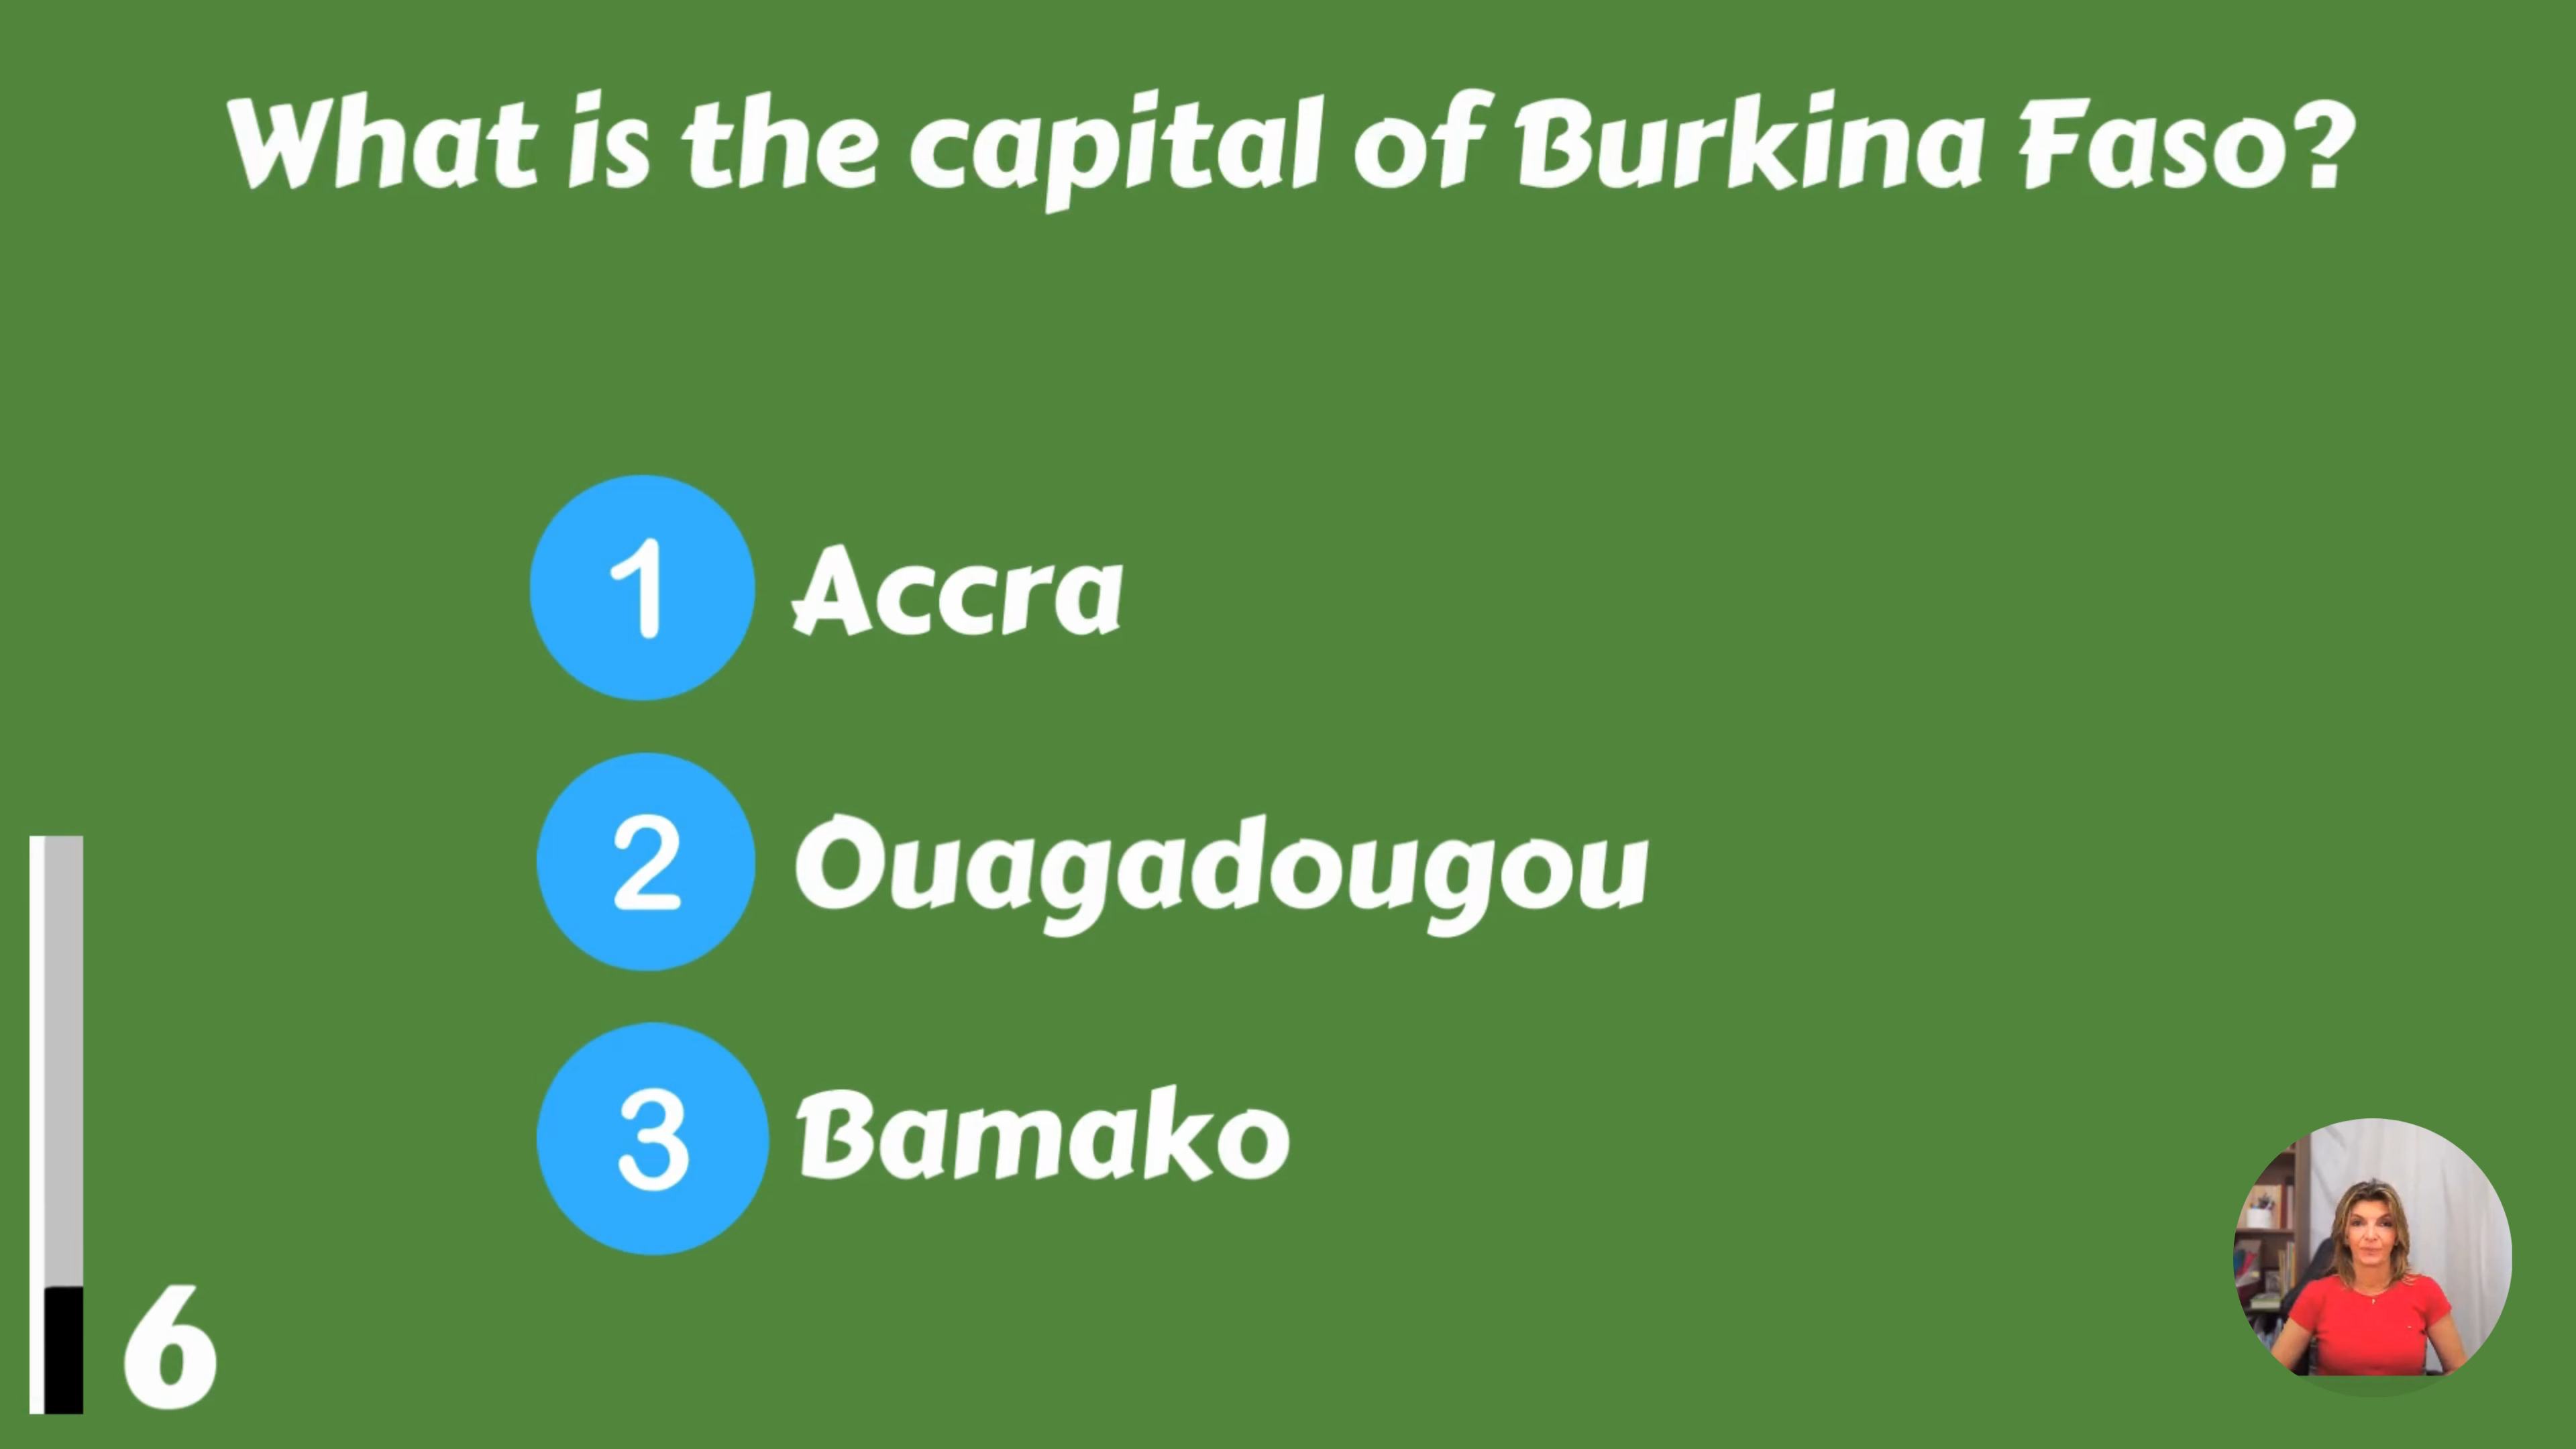 What is the capital of Burkina Faso?
1 Accra
2 Ouagadougou
3 Bamako
6